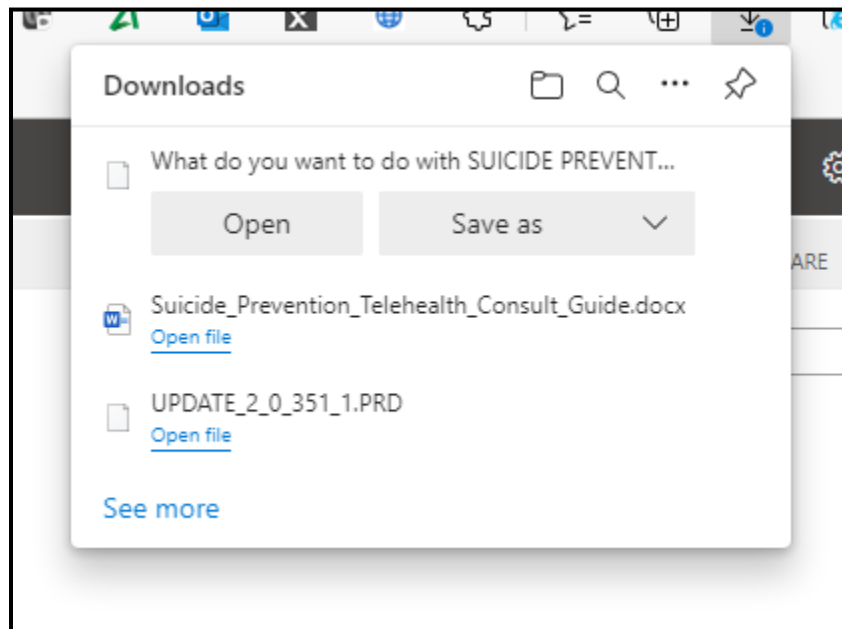 Downloads
What do you want to do with SUICIDE PREVENT...
Open
Save as
ARE
Suicide_Prevention_Telehealth_Consult_Guide.docx
Open file
UPDATE_2_0_351_1.PRD
Open file
See more